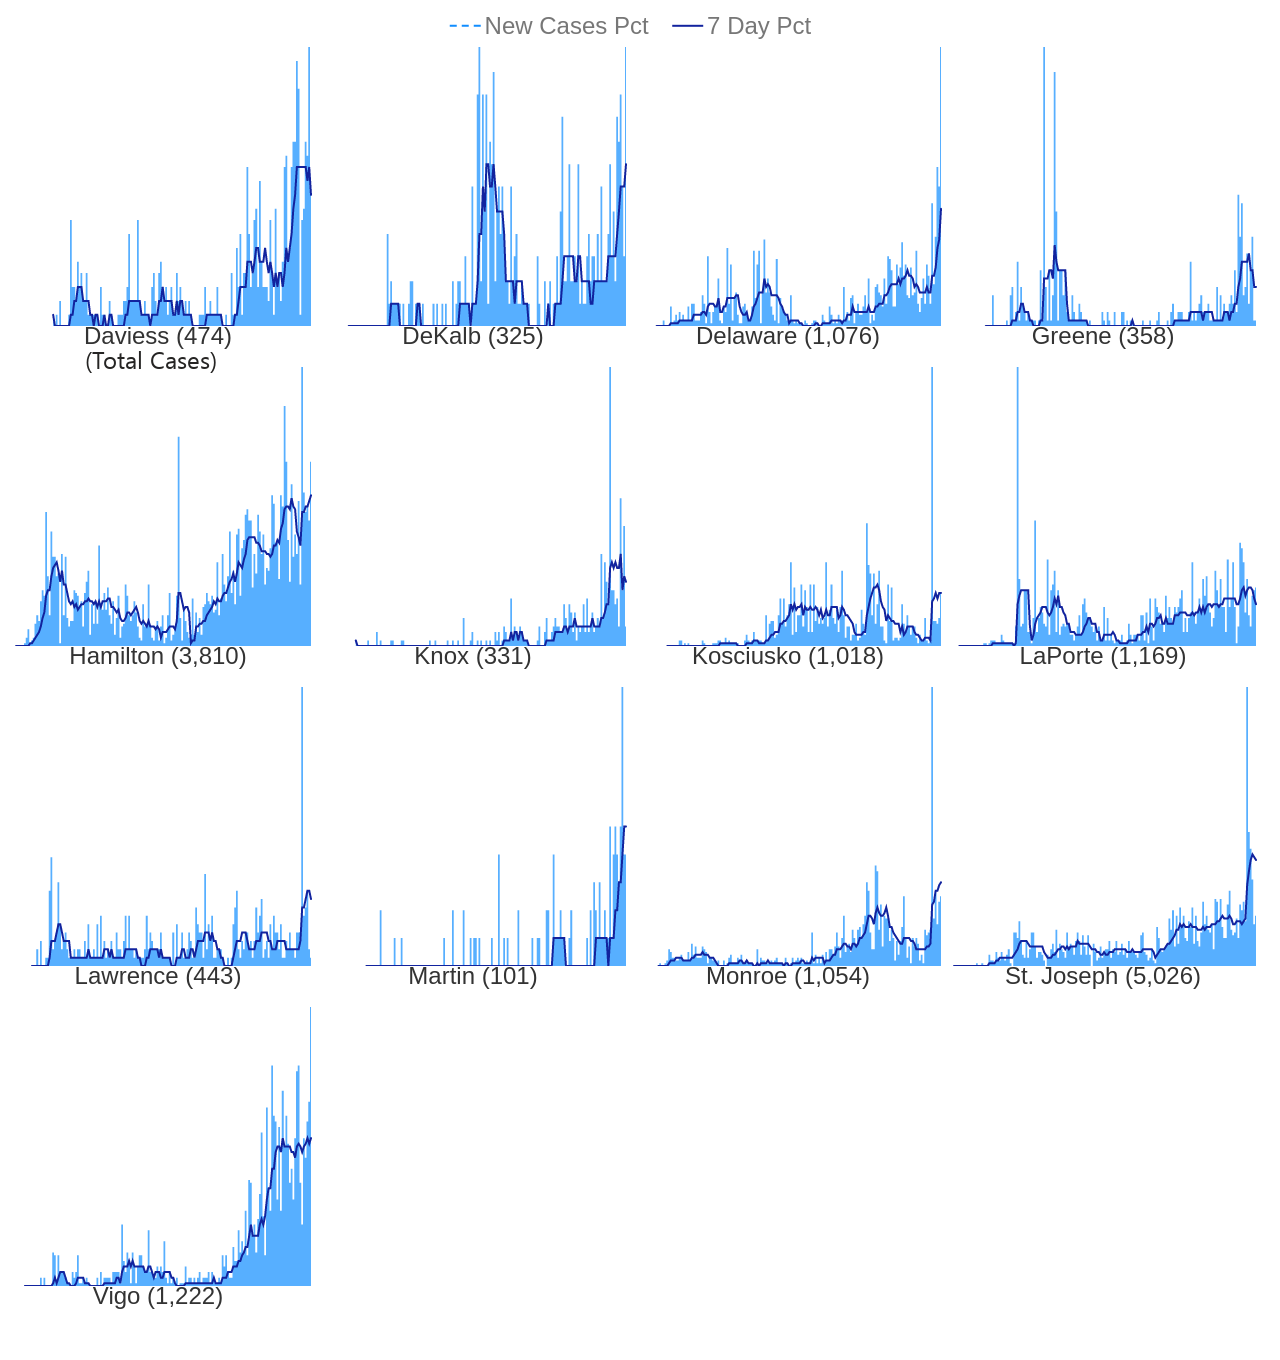 New Cases Pct 7 Day Pct
Daviess (474) DeKalb (325) Delaware (1,076) Greene (358)
(Total Cases)
Hamilton (3,810) Knox (331) Kosciusko (1,018) LaPorte (1,169)
Lawrence (443) Martin (101) Monroe (1,054) St. Joseph (5,026)
Vigo (1,222)